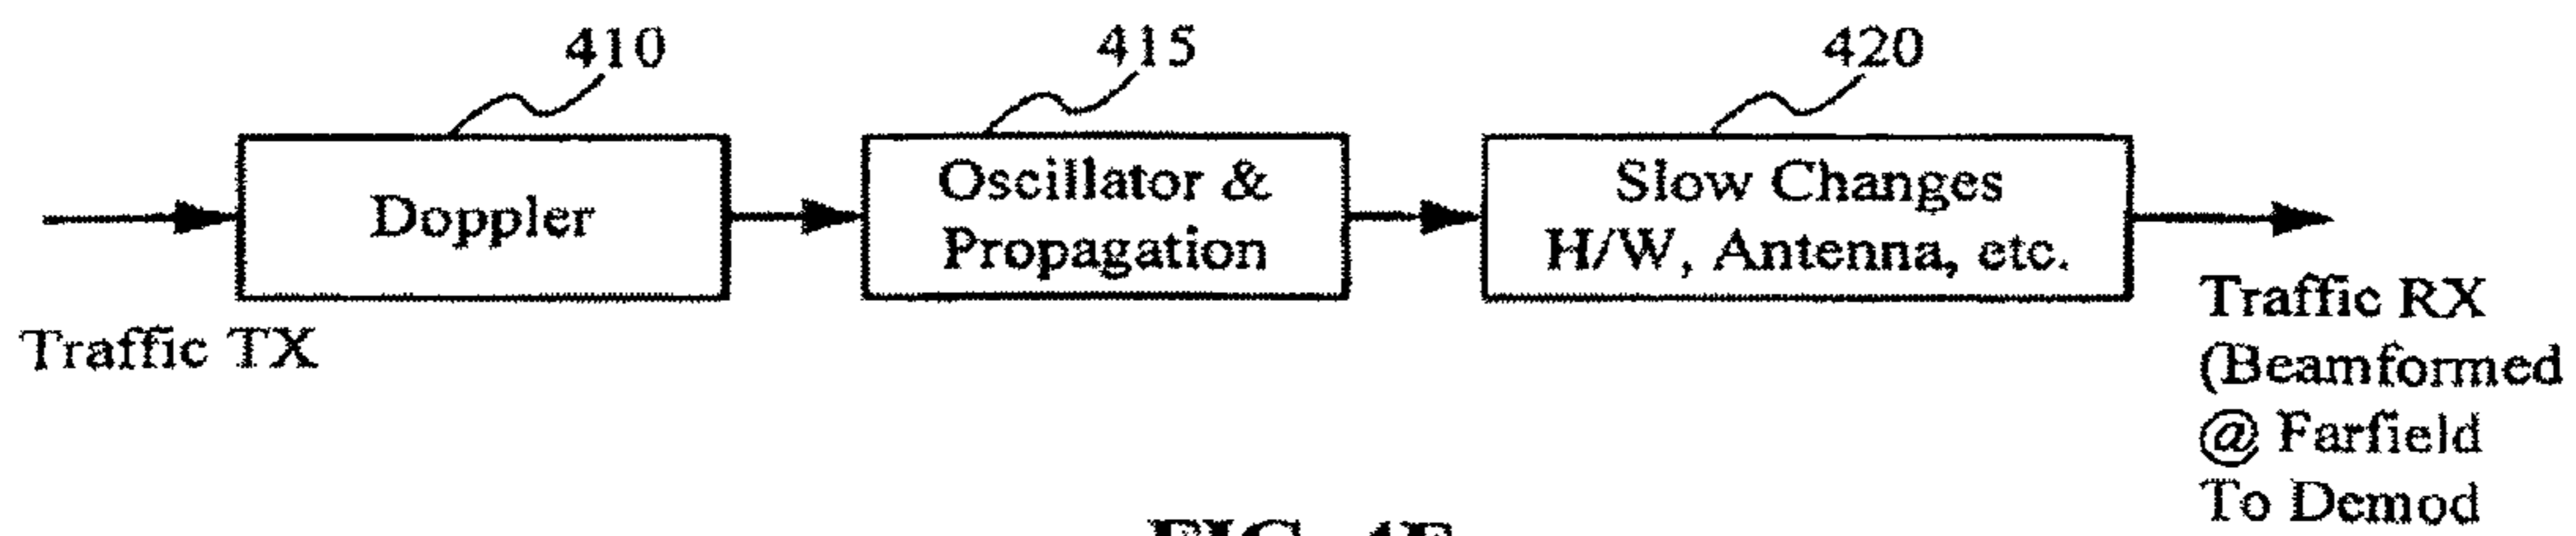 410
415
420
Doppler
Oscillator &
Propagation
Slow Changes
H/W, Antenna, etc.
Traffic TX
Traffic RX
(Beamformed
@ Farfield
To Demod